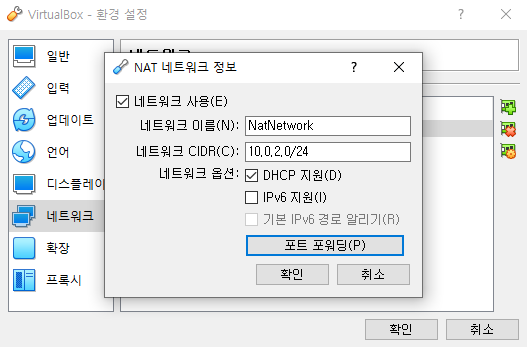 VirtualBox - 환경 설정
?
일반
입력
업데이트
언어
디스플레이
네트워크
확장
프록시
NAT 네트워크 정보
?
네트워크 사용(E)
네트워크 이름(N): NatNetwork
네트워크 CIDR(C): 10.0.2.0/24
네트워크 옵션: DHCP 지원(D)
IPv6 지원(I)
기본 IPv6 경로 알리기(R)
포트 포워딩(P)
확인 취소
확인 취소